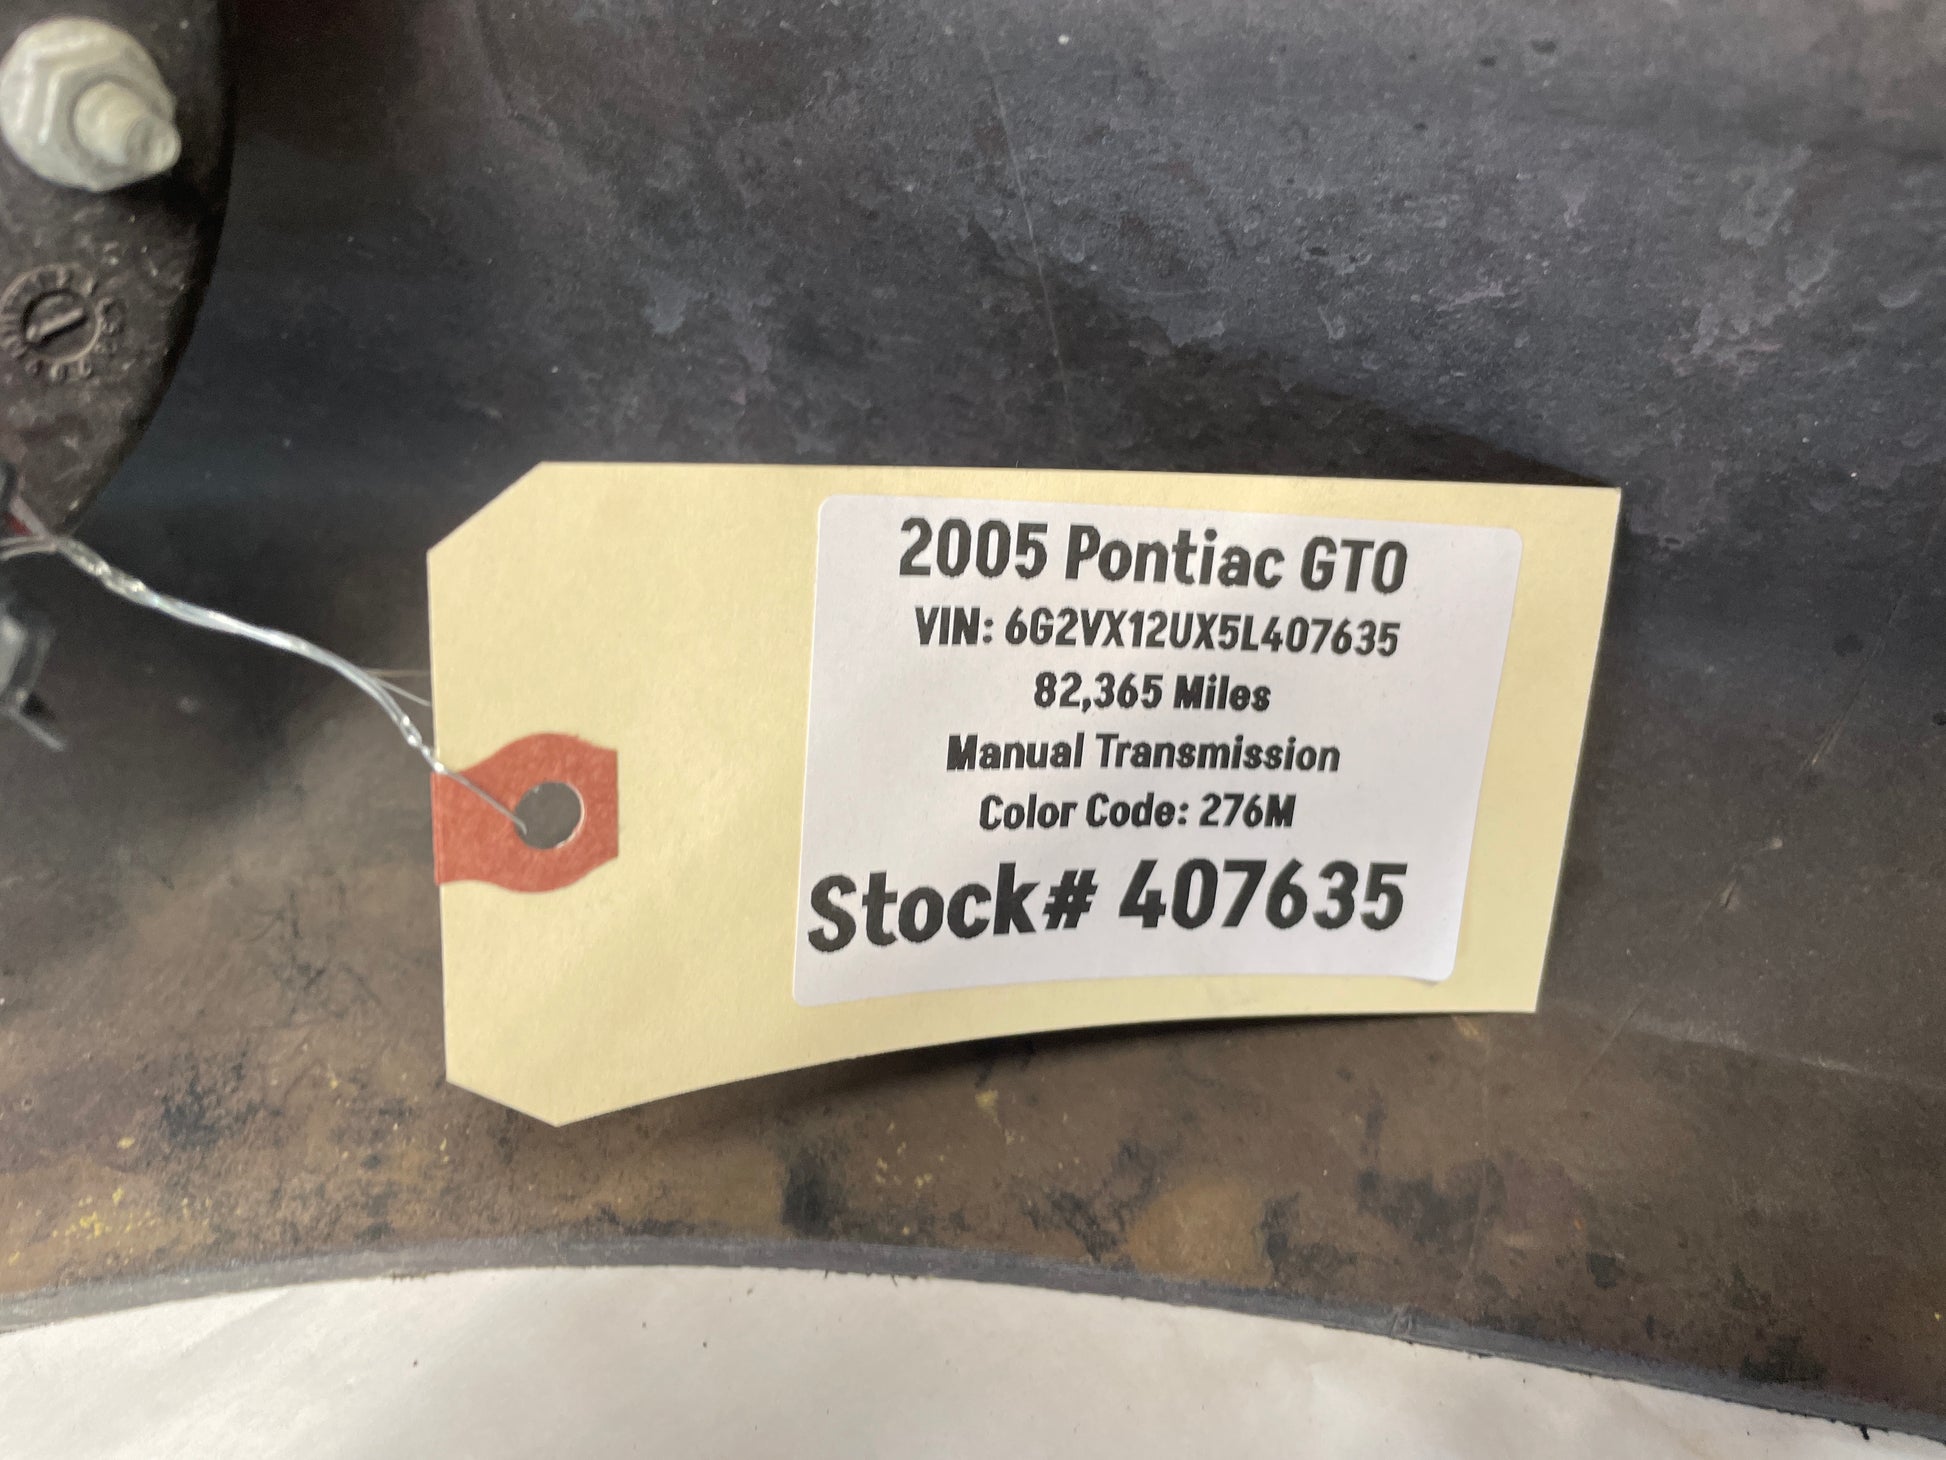 2005 Pontiac GTO
VIN: 6G2VX12UX5L407635
82,365 Miles
Manual Transmission
Color Code: 276M
Stock# 407635